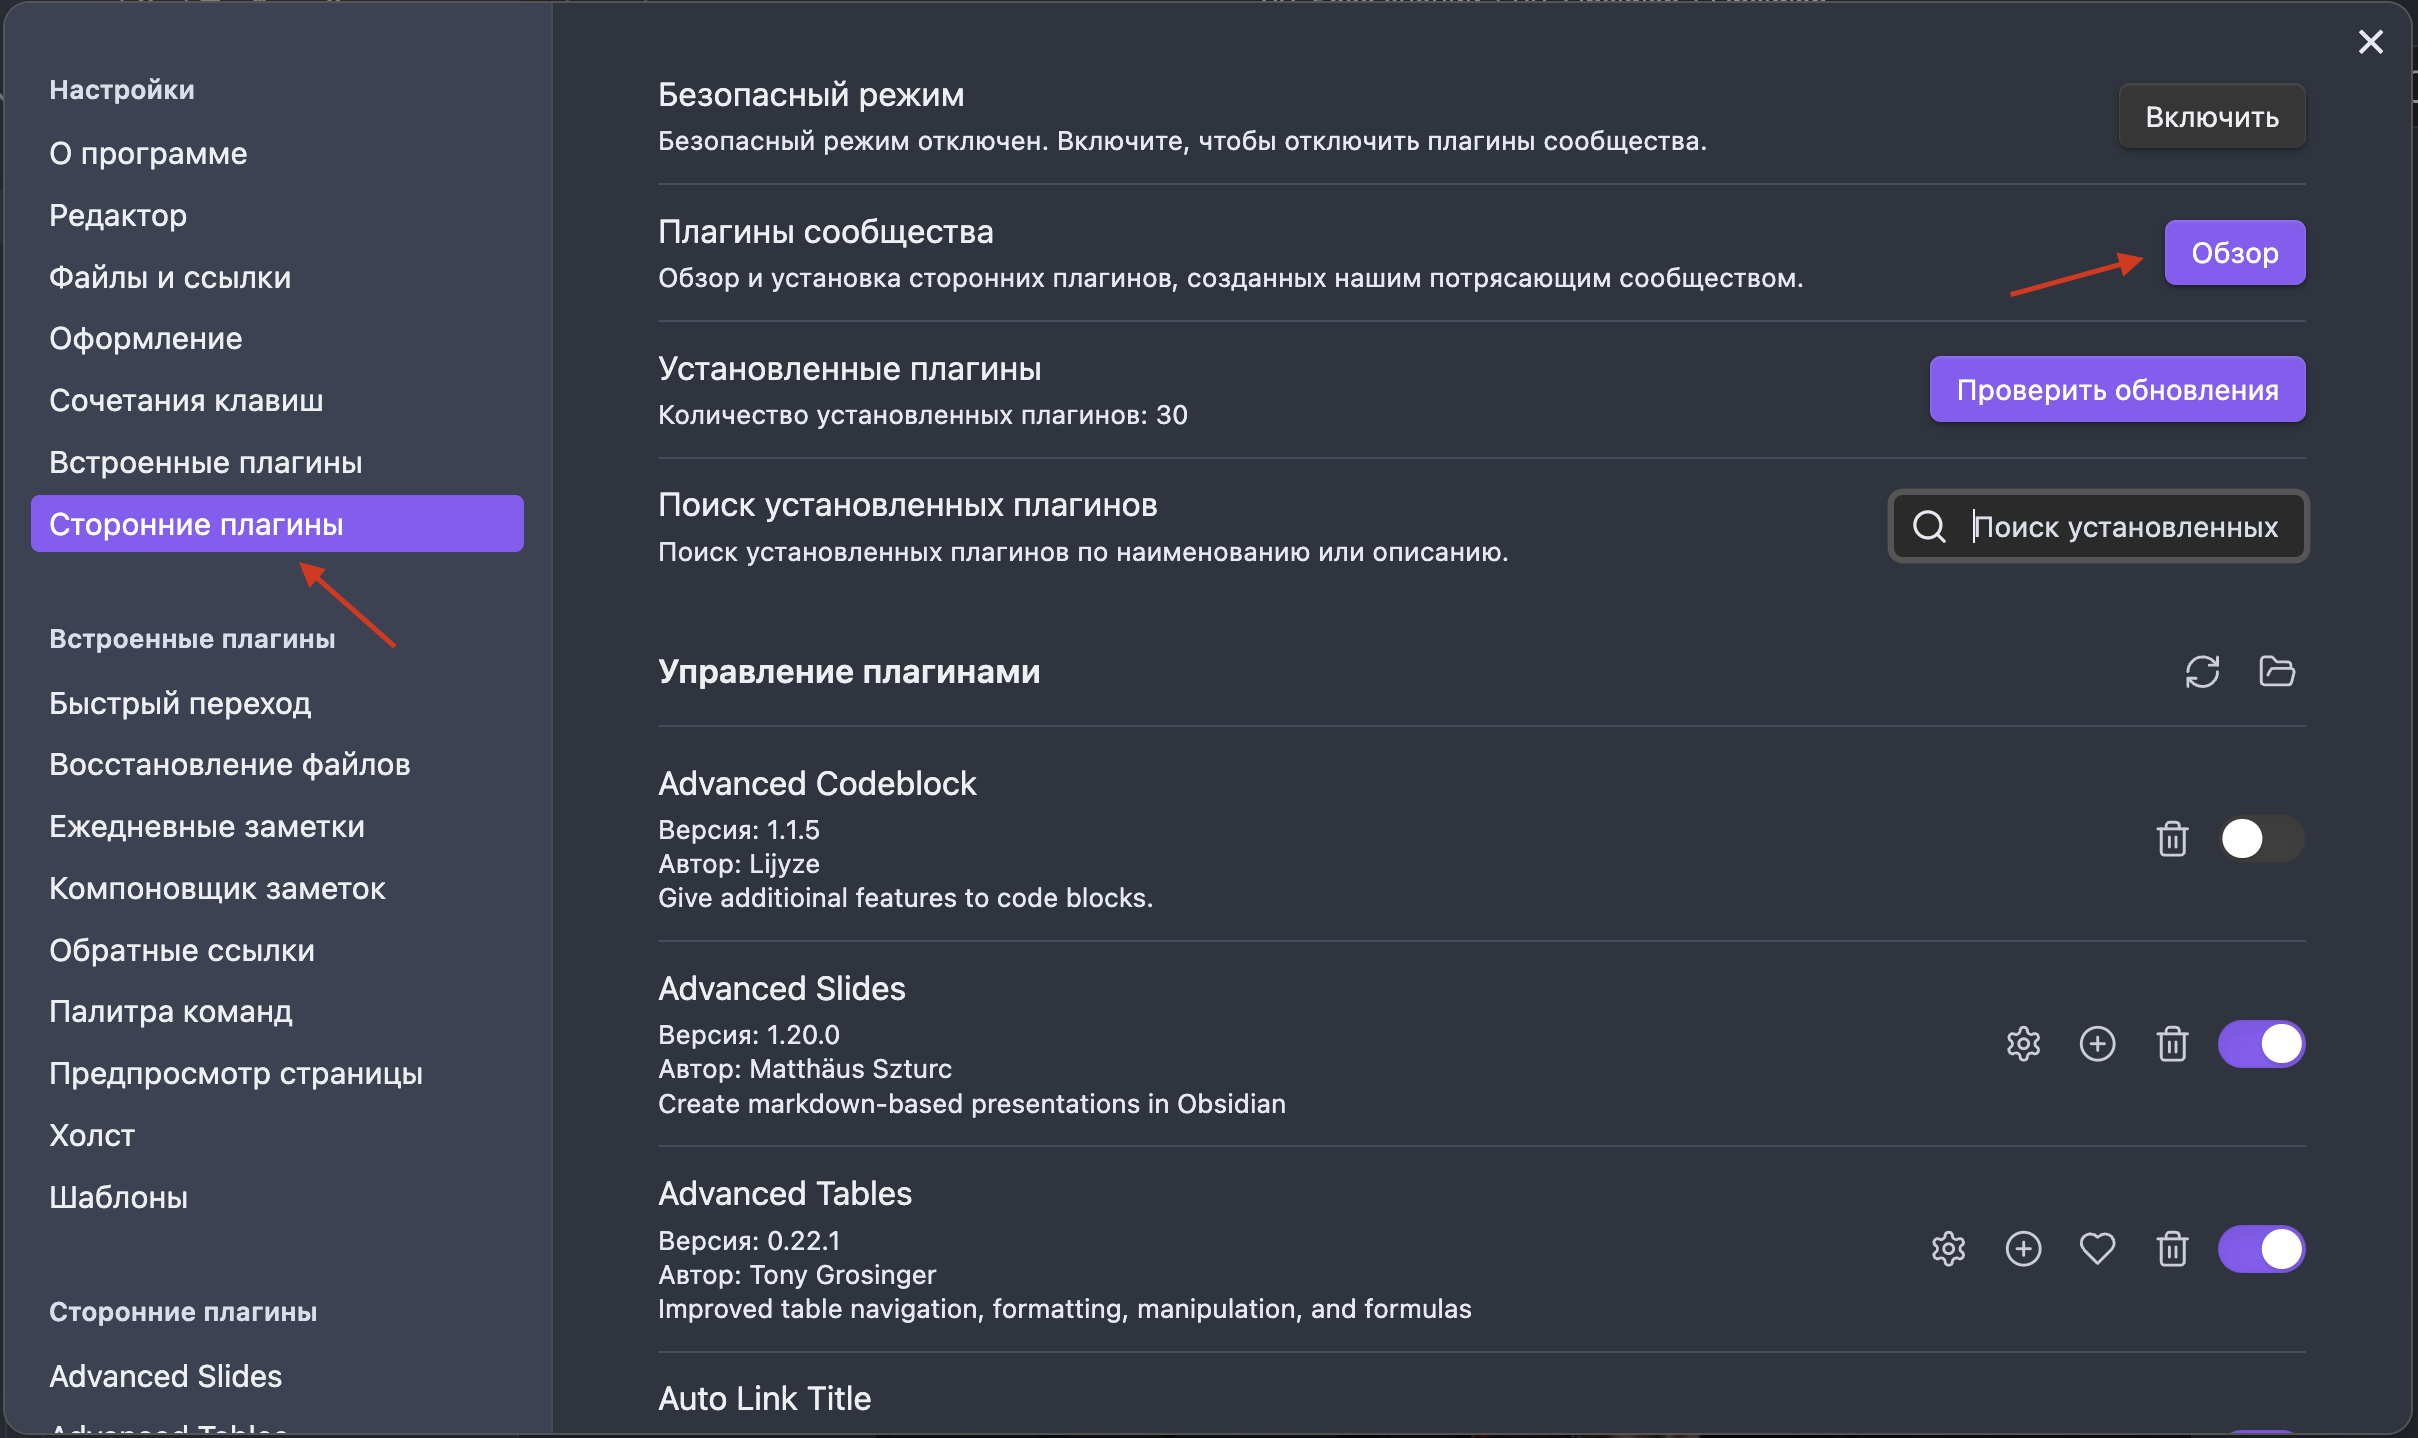 Настройки
О программе
Редактор
Файлы и ссылки
Оформление
Сочетания клавиш
Встроенные плагины
Сторонние плагины
Встроенные плагины
Быстрый переход
Восстановление файлов
Ежедневные заметки
Компоновщик заметок
Обратные ссылки
Палитра команд
Предпросмотр страницы
Холст
Шаблоны
Сторонние плагины
Advanced Slides
Advanced Tables
Безопасный режим
Безопасный режим отключен. Включите, чтобы отключить плагины сообщества.
Включить
Плагины сообщества
Обзор и установка сторонних плагинов, созданных нашим потрясающим сообществом.
Обзор
Установленные плагины
Количество установленных плагинов: 30
Проверить обновления
Поиск установленных плагинов
Поиск установленных плагинов по наименованию или описанию.
Поиск установленных
Управление плагинами
Advanced Codeblock
Версия: 1.1.5
Автор: Lijyze
Give additioinal features to code blocks.
Advanced Slides
Версия: 1.20.0
Автор: Matthäus Szturc
Create markdown-based presentations in Obsidian
Advanced Tables
Версия: 0.22.1
Автор: Tony Grosinger
Improved table navigation, formatting, manipulation, and formulas
Auto Link Title